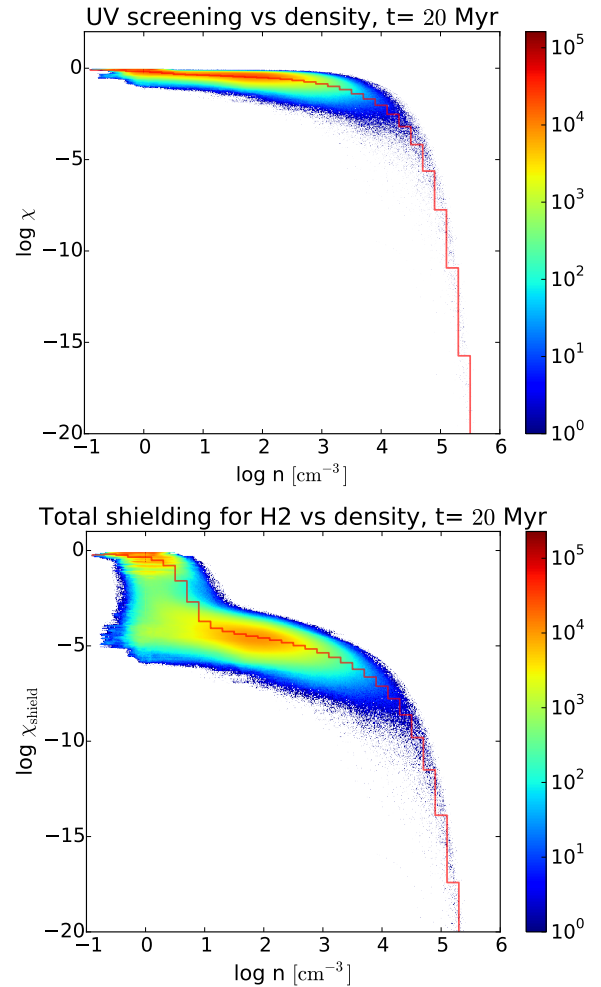 UV screening vs density, t= 20 Myr
0
−5
−10
−15
−20
log χ
−1 0 1 2 3 4 5 6
log n [cm⁻³]
10⁵
10⁴
10³
10²
10¹
10⁰
Total shielding for H2 vs density, t= 20 Myr
0
−5
−10
−15
−20
log χshield
−1 0 1 2 3 4 5 6
log n [cm⁻³]
10⁵
10⁴
10³
10²
10¹
10⁰